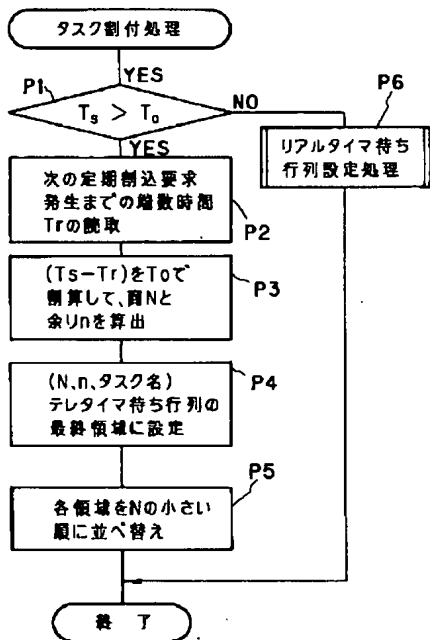 タスク割付処理
P1
YES
Ts > To
NO
P6
YES
リアルタイマ待ち
行列設定処理
次の定期割込要求
発生までの端数時間
Trの読取
P2
(Ts-Tr)をToで
割算して、商Nと
余りnを算出
P3
(N、n、タスク名)
テレタイマ待ち行列の
最終領域に設定
P4
各領域をNの小さい
順に並べ替え
P5
終了